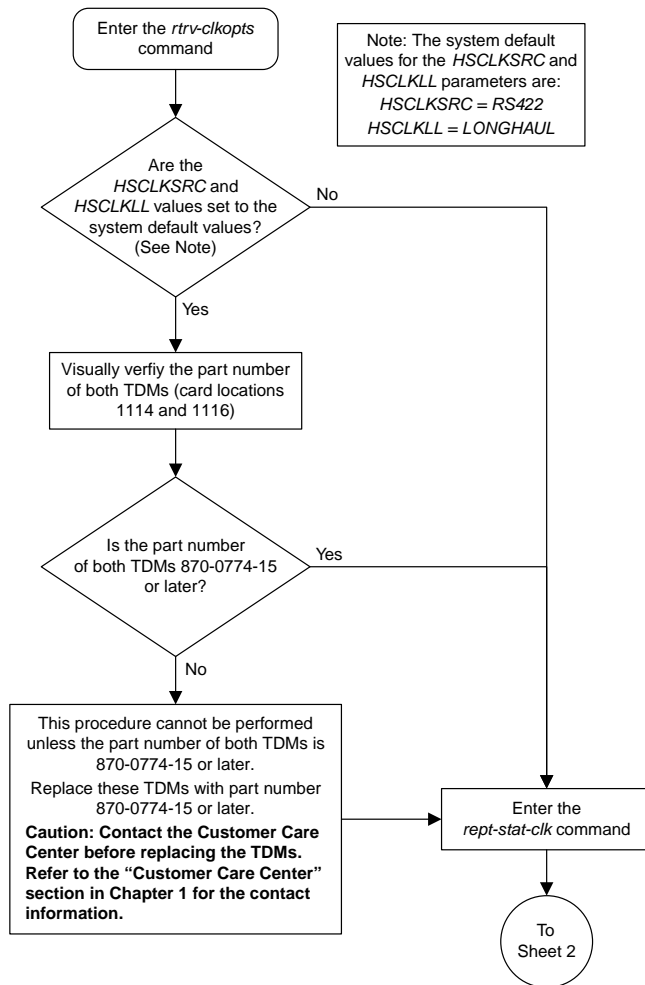 Enter the rtrv-clkopts
command
Note: The system default
values for the HSCLKSRC and
HSCLKLL parameters are:
HSCLKSRC = RS422
HSCLKLL = LONGHAUL
Are the
HSCLKSRC and
HSCLKLL values set to the
system default values?
(See Note)
No
Yes
Visually verfiy the part number
of both TDMs (card locations
1114 and 1116)
Is the part number
of both TDMs 870-0774-15
or later?
Yes
No
This procedure cannot be performed
unless the part number of both TDMs is
870-0774-15 or later.
Replace these TDMs with part number
870-0774-15 or later.
Caution: Contact the Customer Care
Center before replacing the TDMs.
Refer to the “Customer Care Center”
section in Chapter 1 for the contact
information.
Enter the
rept-stat-clk command
To
Sheet 2